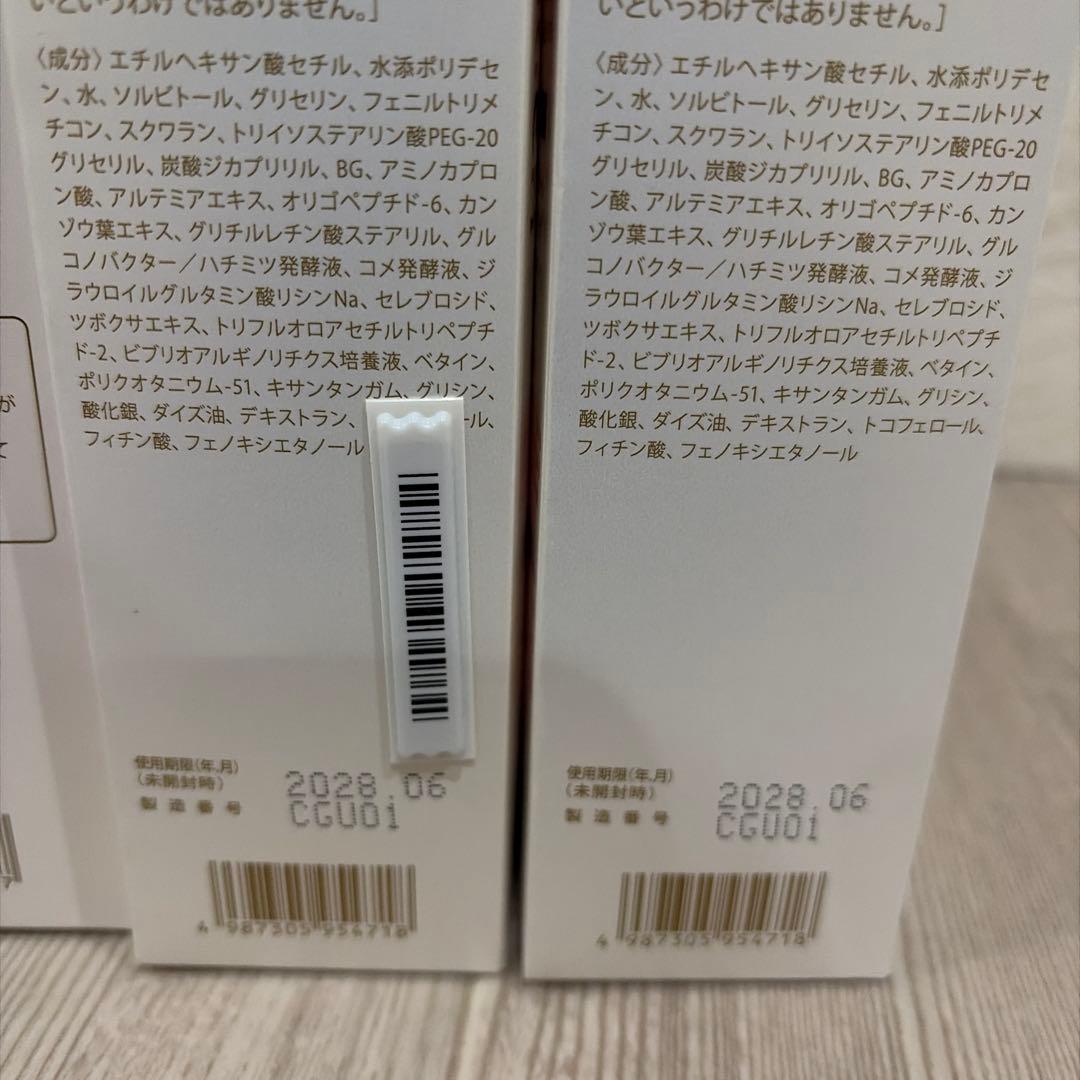 いというわけではありません。]
〈成分〉エチルヘキサン酸セチル、水添ポリデセ
ン、水、ソルビトール、グリセリン、フェニルトリメ
チコン、スクワラン、トリイソステアリン酸PEG-20
グリセリル、炭酸ジカプリリル、BG、アミノカプロ
ン酸、アルテミアエキス、オリゴペプチド-6、カン
ゾウ葉エキス、グリチルレチン酸ステアリル、グル
コノバクター／ハチミツ発酵液、コメ発酵液、ジ
ラウロイルグルタミン酸リシンNa、セレブロシド、
ツボクサエキス、トリフルオロアセチルトリペプチ
ド-2、ビブリオアルギノリチクス培養液、ベタイン、
ポリクオタニウム-51、キサンタンガム、グリシン、
酸化銀、ダイズ油、デキストラン、 ール、
フィチン酸、フェノキシエタノール
使用期限(年,月)
(未開封時)
2028.06
製造番号
CGU01
4 987305 954718
いというわけではありません。]
〈成分〉エチルヘキサン酸セチル、水添ポリデセ
ン、水、ソルビトール、グリセリン、フェニルトリメ
チコン、スクワラン、トリイソステアリン酸PEG-20
グリセリル、炭酸ジカプリリル、BG、アミノカプロ
ン酸、アルテミアエキス、オリゴペプチド-6、カン
ゾウ葉エキス、グリチルレチン酸ステアリル、グル
コノバクター／ハチミツ発酵液、コメ発酵液、ジ
ラウロイルグルタミン酸リシンNa、セレブロシド、
ツボクサエキス、トリフルオロアセチルトリペプチ
ド-2、ビブリオアルギノリチクス培養液、ベタイン、
ポリクオタニウム-51、キサンタンガム、グリシン、
酸化銀、ダイズ油、デキストラン、トコフェロール、
フィチン酸、フェノキシエタノール
使用期限(年,月)
(未開封時)
2028.06
製造番号
CGU01
4 987305 954718
が